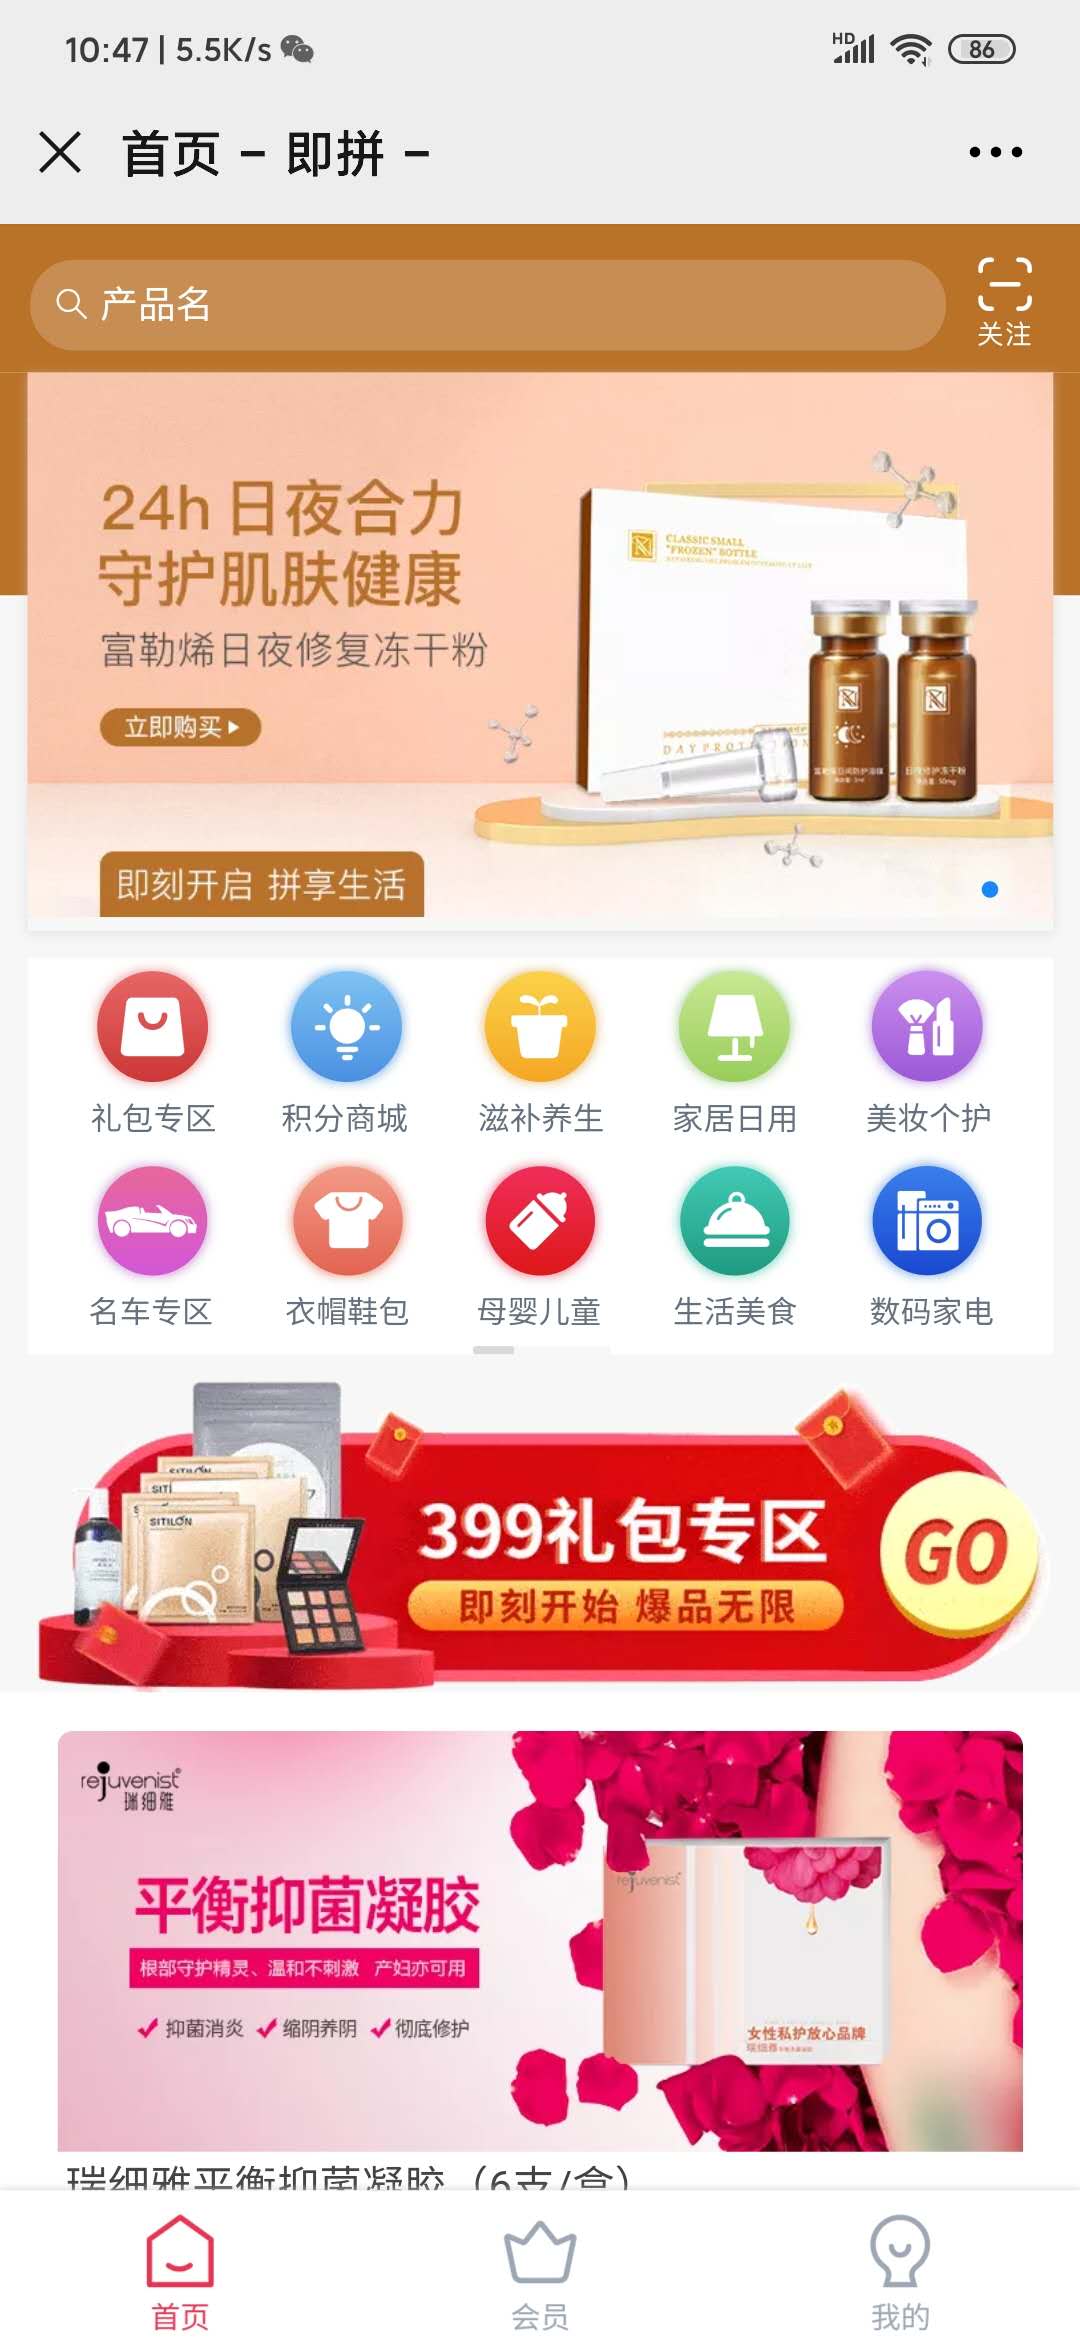 10:47 | 5.5K/s
HD
86
首页 - 即拼 -
产品名
关注
24h 日夜合力
守护肌肤健康
富勒烯日夜修复冻干粉
立即购买
CLASSIC SMALL
"FROZEN" BOTTLE
即刻开启 拼享生活
礼包专区 积分商城 滋补养生 家居日用 美妆个护
名车专区 衣帽鞋包 母婴儿童 生活美食 数码家电
SITILON
399礼包专区
GO
即刻开始 爆品无限
rejuvenist
瑞细雅
平衡抑菌凝胶
根部守护精灵、温和不刺激 产妇亦可用
抑菌消炎 缩阴养阴 彻底修护
rejuvenist
女性私护放心品牌
瑞细雅平衡抑菌凝胶（6支/盒）
首页 会员 我的